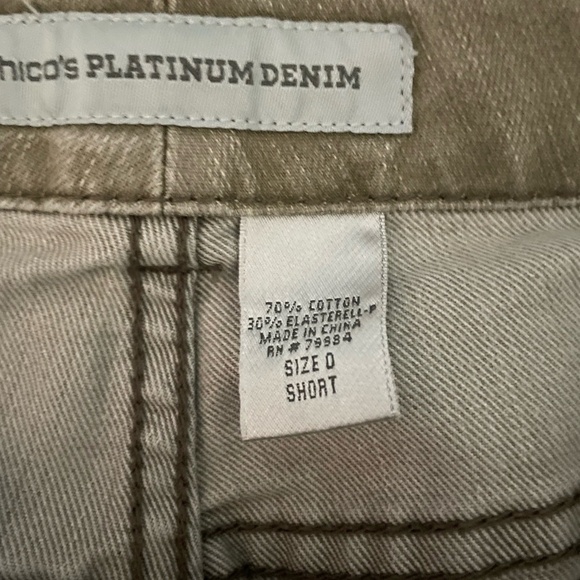 hico's PLATINUM DENIM
70% COTTON
30% ELASTERELL-P
MADE IN CHINA
RN # 79984
SIZE 0
SHORT